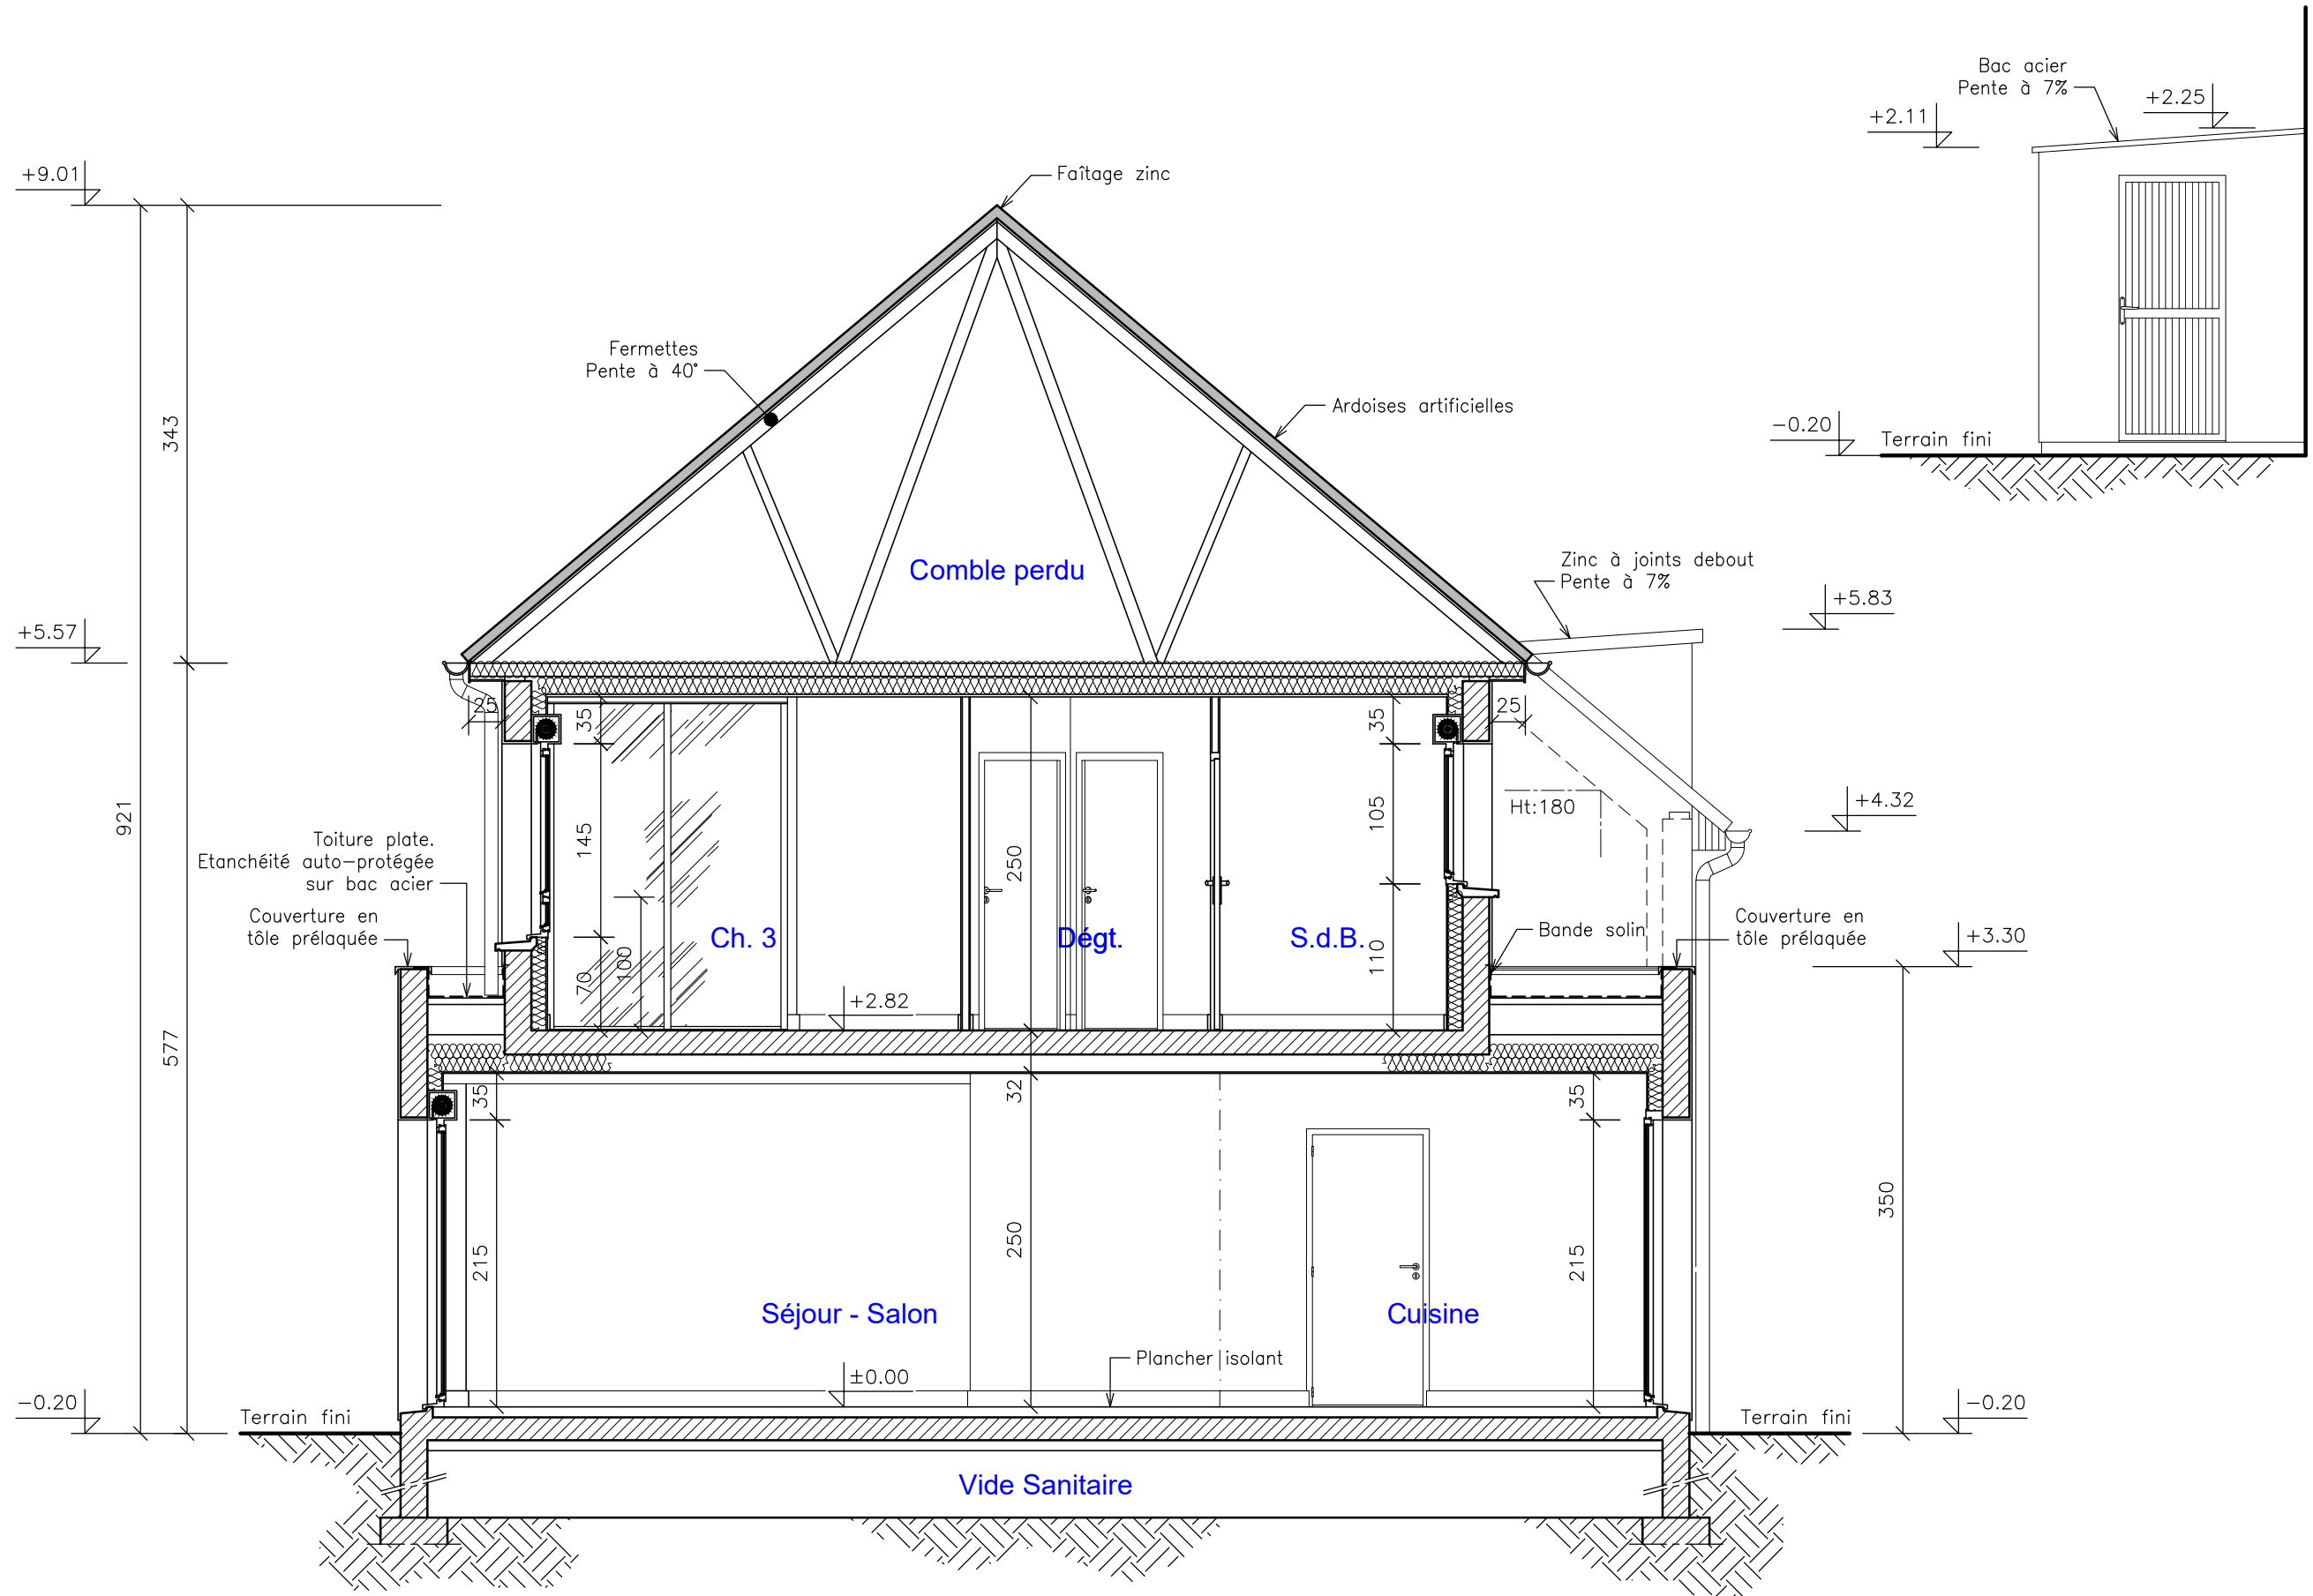 Bac acier
Pente à 7%
+2.25
+2.11
+9.01
Faîtage zinc
Fermettes
Pente à 40°
Ardoises artificielles
343
-0.20
Terrain fini
Comble perdu
Zinc à joints debout
Pente à 7%
+5.83
+5.57
25
35
35
25
Ht:180
+4.32
921
145
250
105
Toiture plate.
Etanchéité auto-protégée
sur bac acier
Couverture en
tôle prélaquée
Ch. 3
Dégt.
S.d.B.
Bande solin
Couverture en
tôle prélaquée
+3.30
70
100
110
+2.82
577
35
32
35
350
215
250
215
Séjour - Salon
Cuisine
Plancher isolant
±0.00
-0.20
Terrain fini
Terrain fini
-0.20
Vide Sanitaire